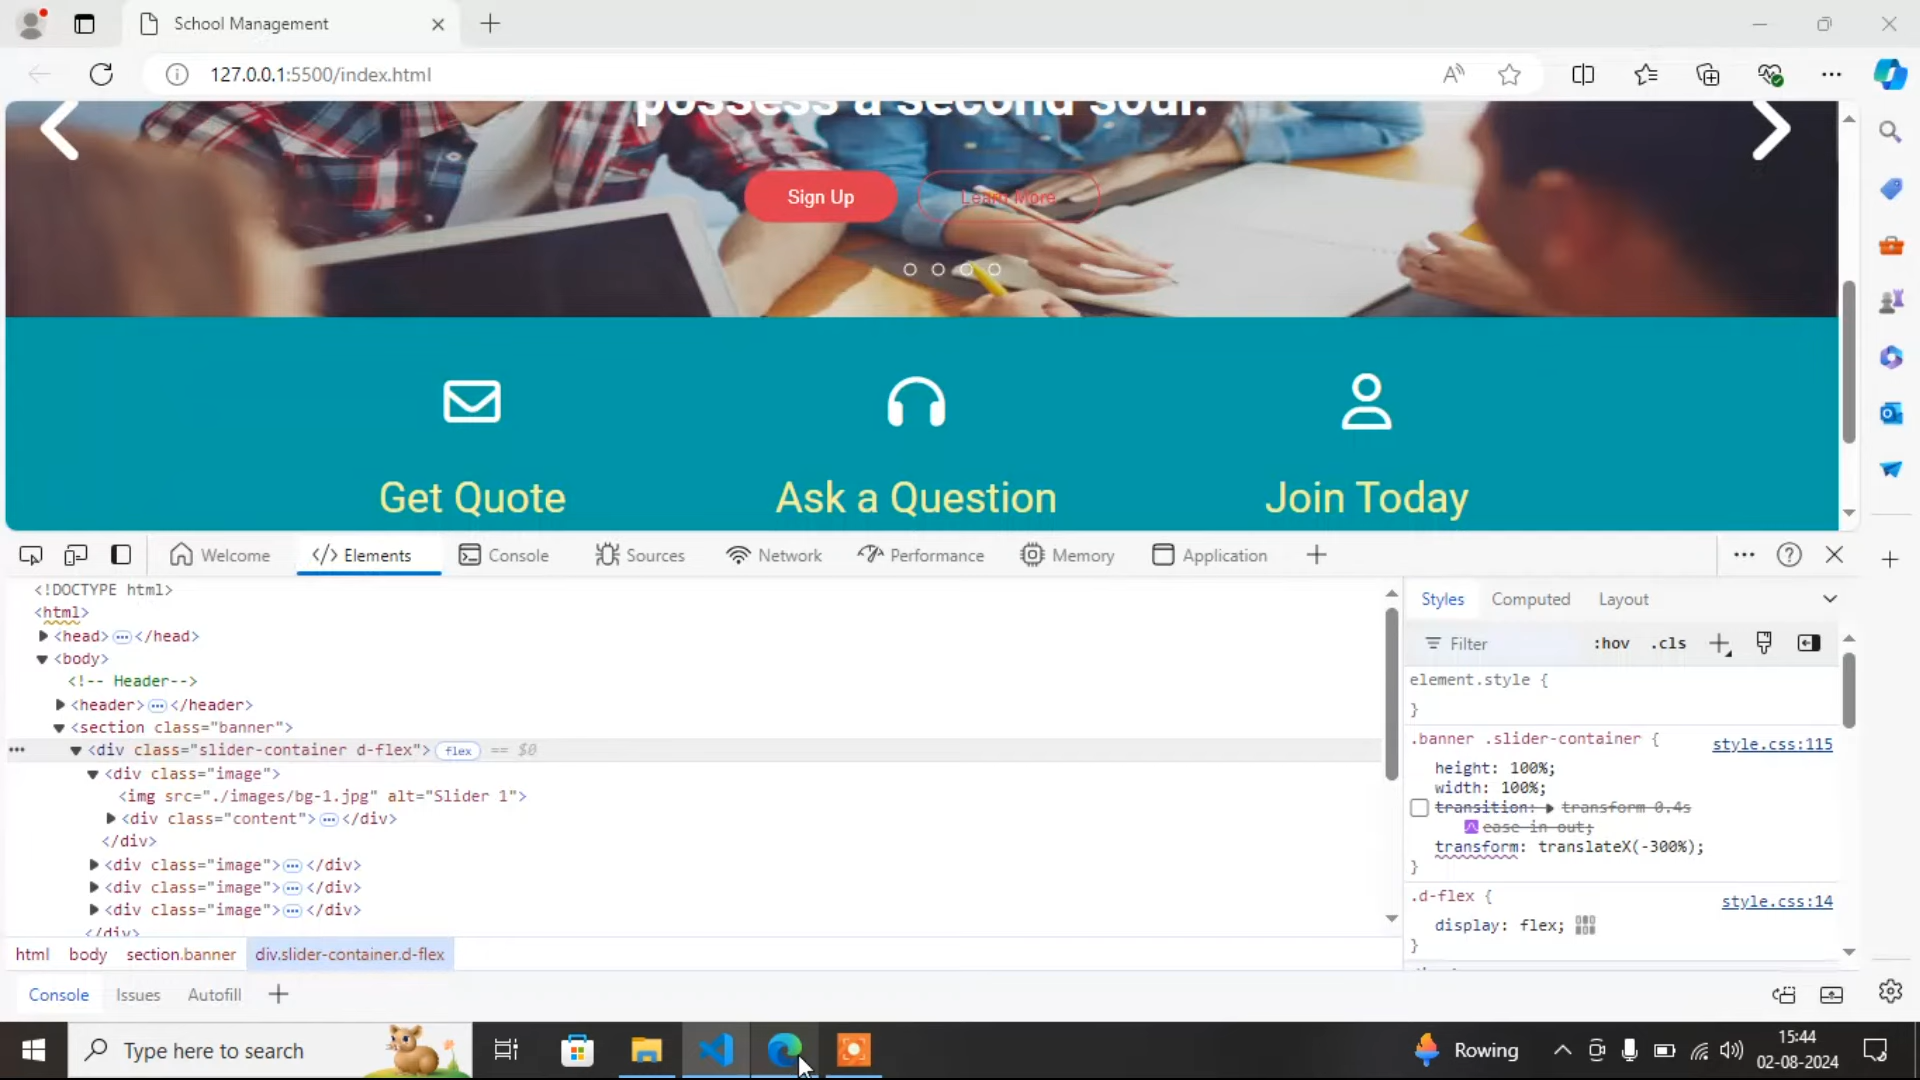 School Management
127.0.0.1:5500/index.html
possess a second soul.
Sign Up
Learn More
Get Quote
Ask a Question
Join Today
Welcome
</> Elements
Console
Sources
Network
Performance
Memory
Application
<!DOCTYPE html>
<html>
<head> </head>
<body>
<!-- Header-->
<header> </header>
<section class="banner">
<div class="slider-container d-flex"> flex == $0
<div class="image">
<img src="./images/bg-1.jpg" alt="Slider 1">
<div class="content"> </div>
</div>
<div class="image"> </div>
<div class="image"> </div>
<div class="image"> </div>
</div>
html body section.banner div.slider-container.d-flex
Styles Computed Layout
Filter :hov .cls
element.style {
}
.banner .slider-container { style.css:115
height: 100%;
width: 100%;
transition: transform 0.4s
ease in out;
transform: translateX(-300%);
}
.d-flex { style.css:14
display: flex;
}
Console Issues Autofill
Type here to search
Rowing
15:44
02-08-2024